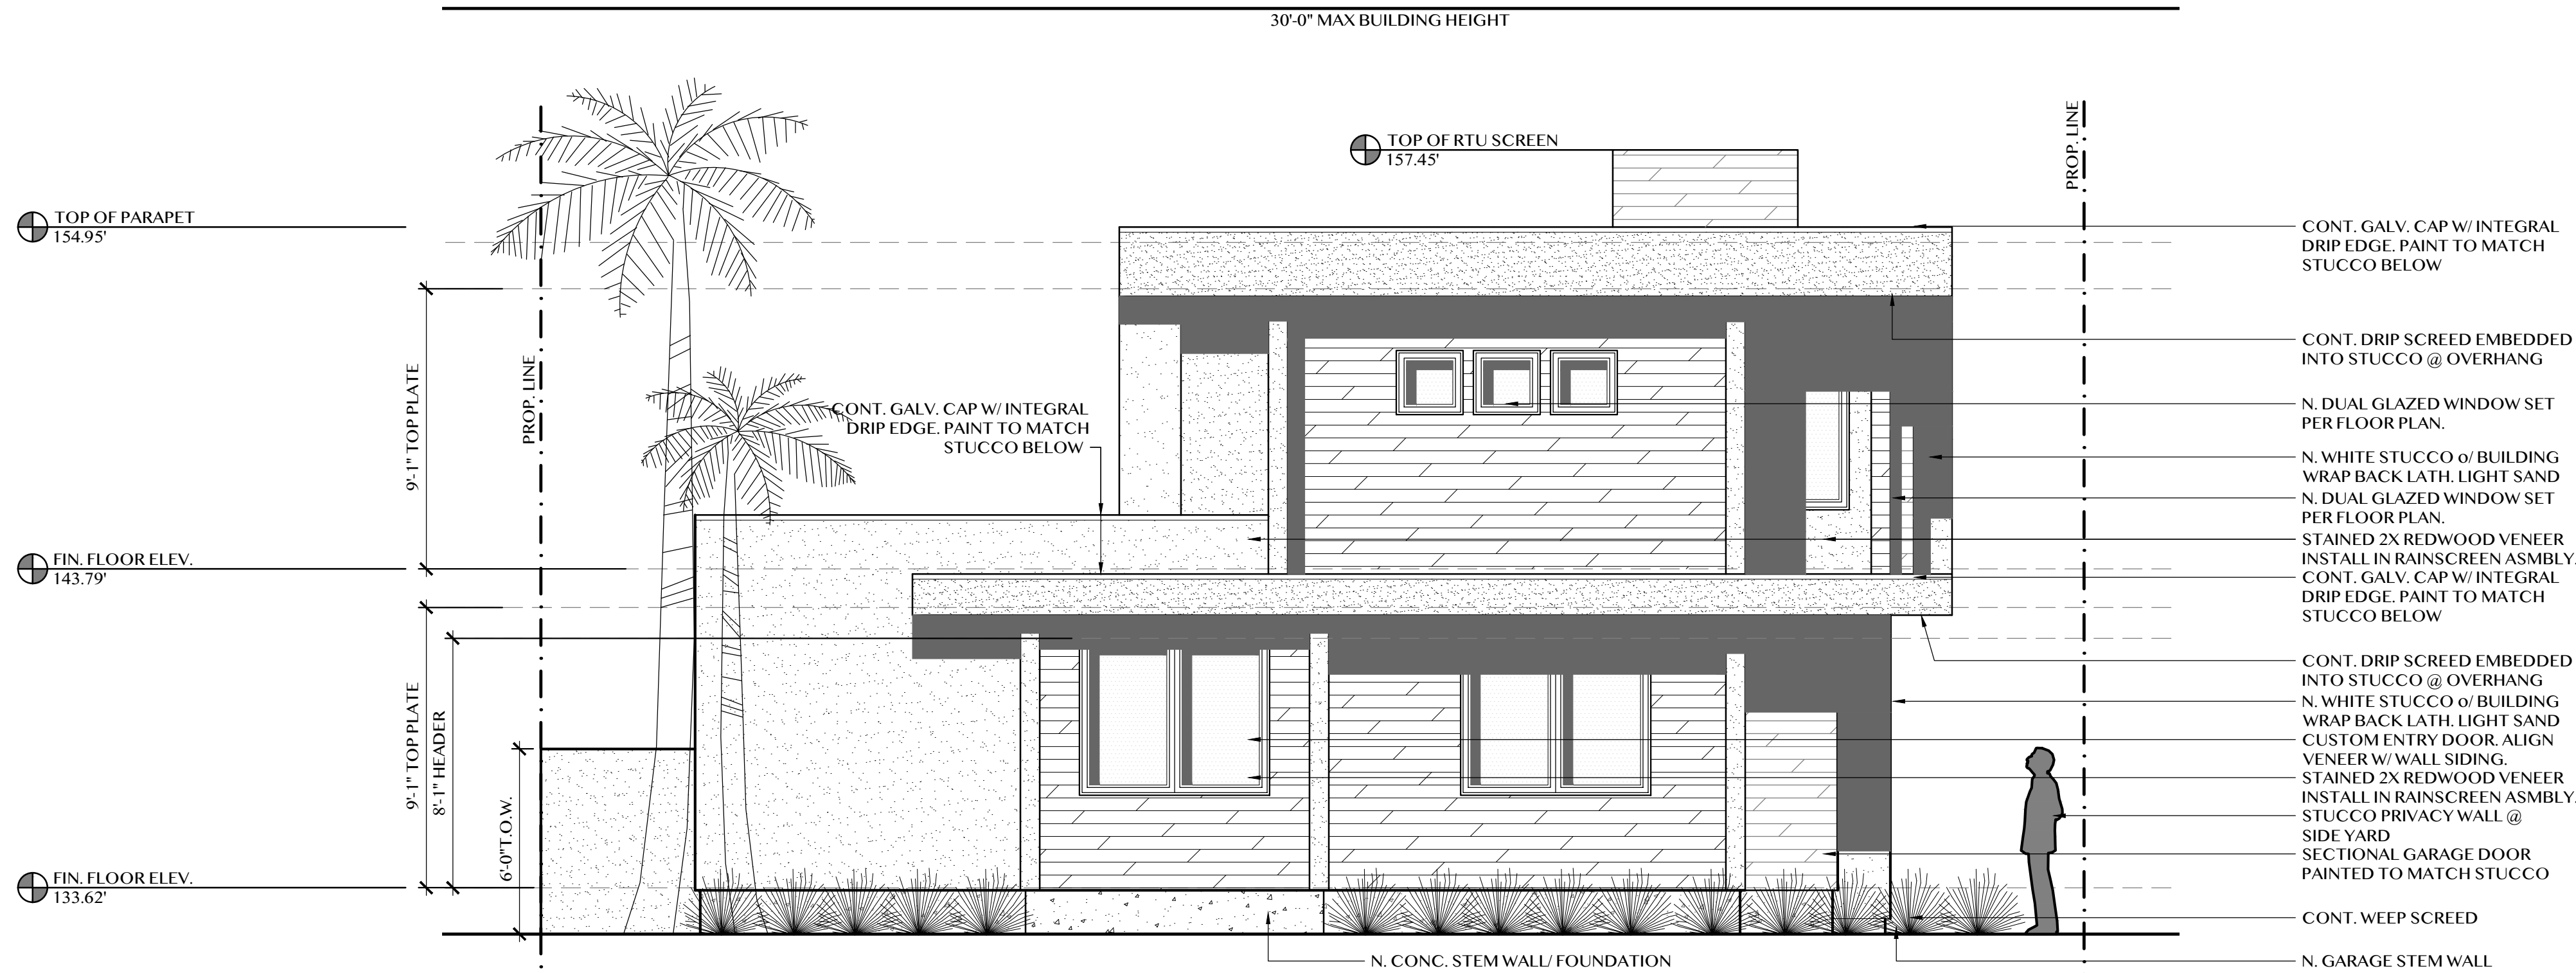 30'-0" MAX BUILDING HEIGHT
TOP OF RTU SCREEN
157.45'
PROP. LINE
TOP OF PARAPET
154.95'
9'-1" TOP PLATE
PROP. LINE
CONT. GALV. CAP W/ INTEGRAL
DRIP EDGE. PAINT TO MATCH
STUCCO BELOW
FIN. FLOOR ELEV.
143.79'
9'-1" TOP PLATE
8'-1" HEADER
6'-0"T.O.W.
FIN. FLOOR ELEV.
133.62'
N. CONC. STEM WALL/ FOUNDATION
CONT. GALV. CAP W/ INTEGRAL
DRIP EDGE. PAINT TO MATCH
STUCCO BELOW
CONT. DRIP SCREED EMBEDDED
INTO STUCCO @ OVERHANG
N. DUAL GLAZED WINDOW SET
PER FLOOR PLAN.
N. WHITE STUCCO o/ BUILDING
WRAP BACK LATH. LIGHT SAND
N. DUAL GLAZED WINDOW SET
PER FLOOR PLAN.
STAINED 2X REDWOOD VENEER
INSTALL IN RAINSCREEN ASMBLY.
CONT. GALV. CAP W/ INTEGRAL
DRIP EDGE. PAINT TO MATCH
STUCCO BELOW
CONT. DRIP SCREED EMBEDDED
INTO STUCCO @ OVERHANG
N. WHITE STUCCO o/ BUILDING
WRAP BACK LATH. LIGHT SAND
CUSTOM ENTRY DOOR. ALIGN
VENEER W/ WALL SIDING.
STAINED 2X REDWOOD VENEER
INSTALL IN RAINSCREEN ASMBLY.
STUCCO PRIVACY WALL @
SIDE YARD
SECTIONAL GARAGE DOOR
PAINTED TO MATCH STUCCO
CONT. WEEP SCREED
N. GARAGE STEM WALL